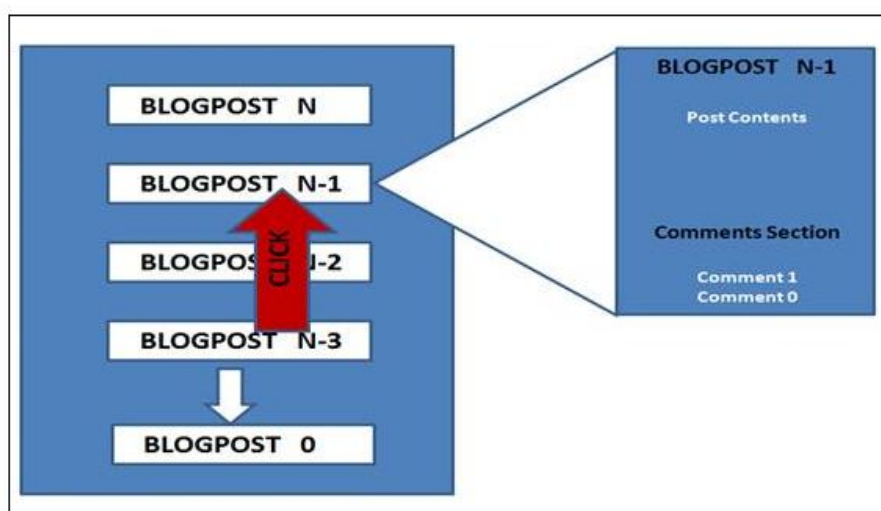 BLOGPOST N
BLOGPOST N-1
BLOGPOST N-2
BLOGPOST N-3
BLOGPOST 0
CLICK
BLOGPOST N-1
Post Contents
Comments Section
Comment 1
Comment 0